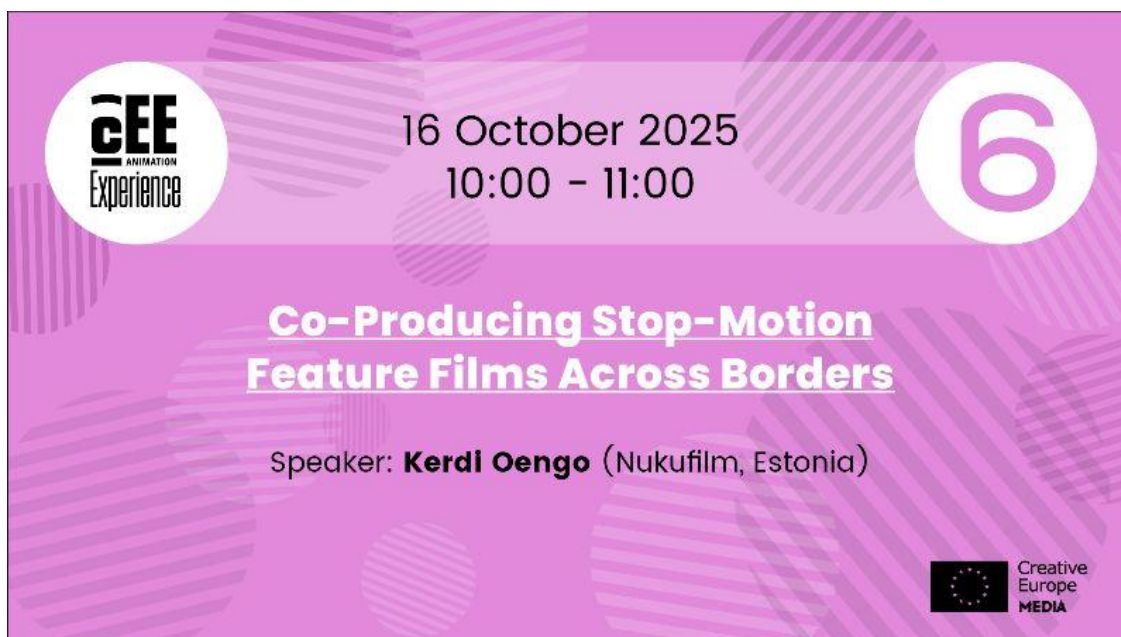 CEE
ANIMATION
Experience
16 October 2025
10:00 - 11:00
6
Co-Producing Stop-Motion
Feature Films Across Borders
Speaker: Kerdi Oengo (Nukufilm, Estonia)
Creative
Europe
MEDIA